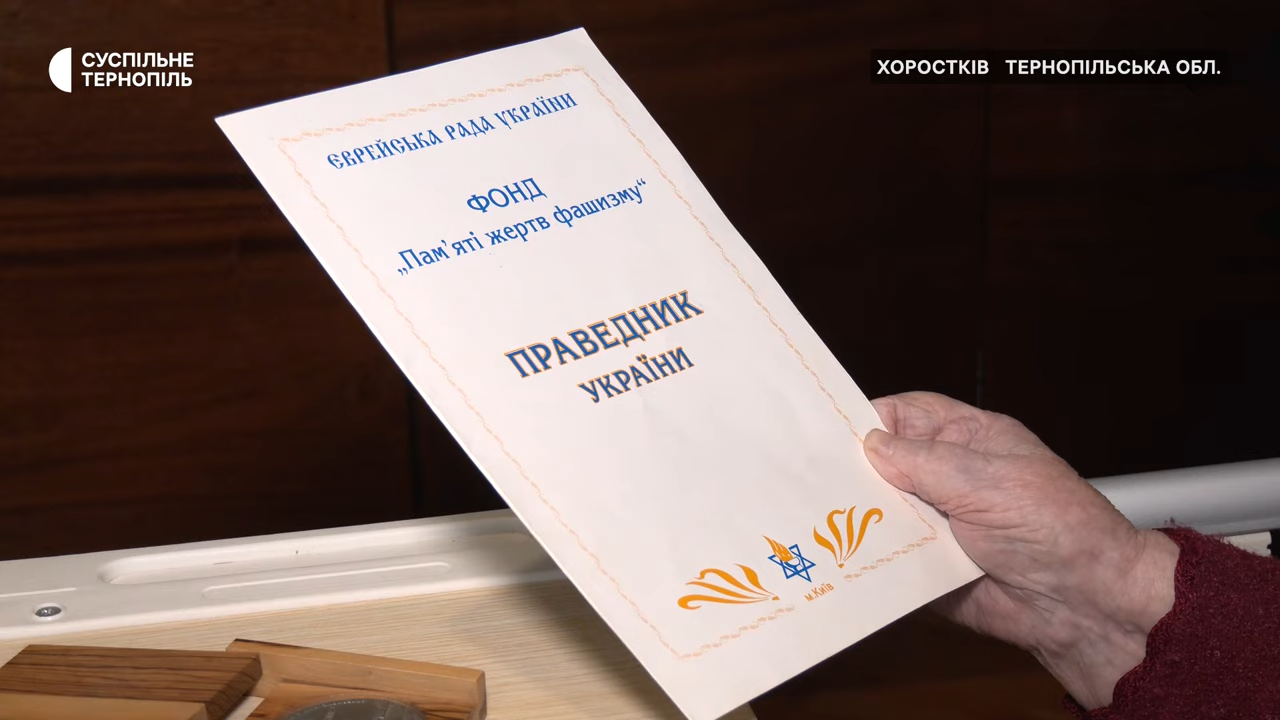 СУСПІЛЬНЕ
ТЕРНОПІЛЬ
ХОРОСТКІВ ТЕРНОПІЛЬСЬКА ОБЛ.
ЄВРЕЙСЬКА РАДА УКРАЇНИ
ФОНД
„Пам’яті жертв фашизму“
ПРАВЕДНИК
УКРАЇНИ
м.Київ